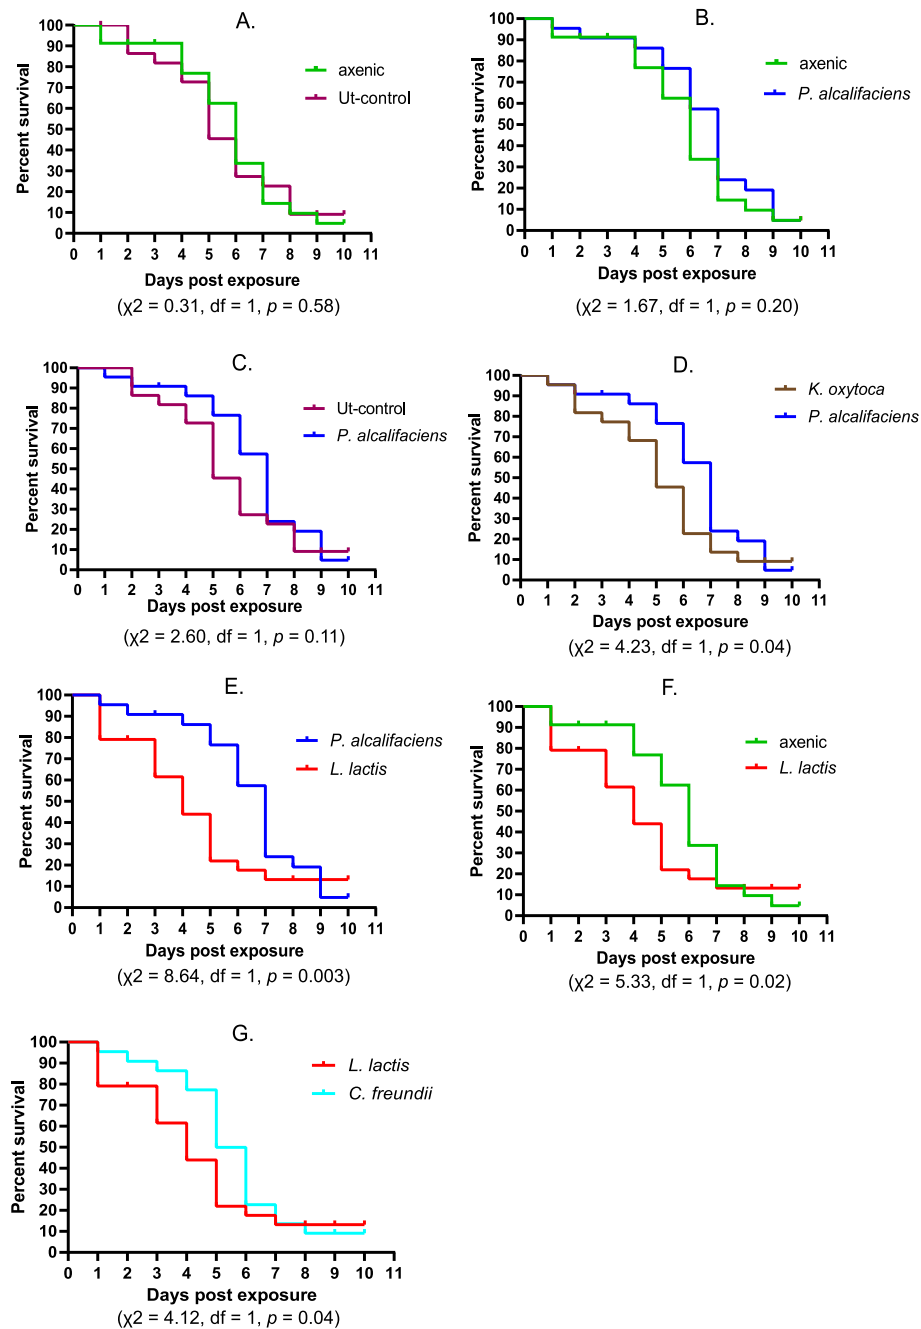 A.
Percent survival
100
90
80
70
60
50
40
30
20
10
0
0 1 2 3 4 5 6 7 8 9 10 11
Days post exposure
axenic
Ut-control
(χ2 = 0.31, df = 1, p = 0.58)
B.
Percent survival
100
90
80
70
60
50
40
30
20
10
0
0 1 2 3 4 5 6 7 8 9 10 11
Days post exposure
axenic
P. alcalifaciens
(χ2 = 1.67, df = 1, p = 0.20)
C.
Percent survival
100
90
80
70
60
50
40
30
20
10
0
0 1 2 3 4 5 6 7 8 9 10 11
Days post exposure
Ut-control
P. alcalifaciens
(χ2 = 2.60, df = 1, p = 0.11)
D.
Percent survival
100
90
80
70
60
50
40
30
20
10
0
0 1 2 3 4 5 6 7 8 9 10 11
Days post exposure
K. oxytoca
P. alcalifaciens
(χ2 = 4.23, df = 1, p = 0.04)
E.
Percent survival
100
90
80
70
60
50
40
30
20
10
0
0 1 2 3 4 5 6 7 8 9 10 11
Days post exposure
P. alcalifaciens
L. lactis
(χ2 = 8.64, df = 1, p = 0.003)
F.
Percent survival
100
90
80
70
60
50
40
30
20
10
0
0 1 2 3 4 5 6 7 8 9 10 11
Days post exposure
axenic
L. lactis
(χ2 = 5.33, df = 1, p = 0.02)
G.
Percent survival
100
90
80
70
60
50
40
30
20
10
0
0 1 2 3 4 5 6 7 8 9 10 11
Days post exposure
L. lactis
C. freundii
(χ2 = 4.12, df = 1, p = 0.04)